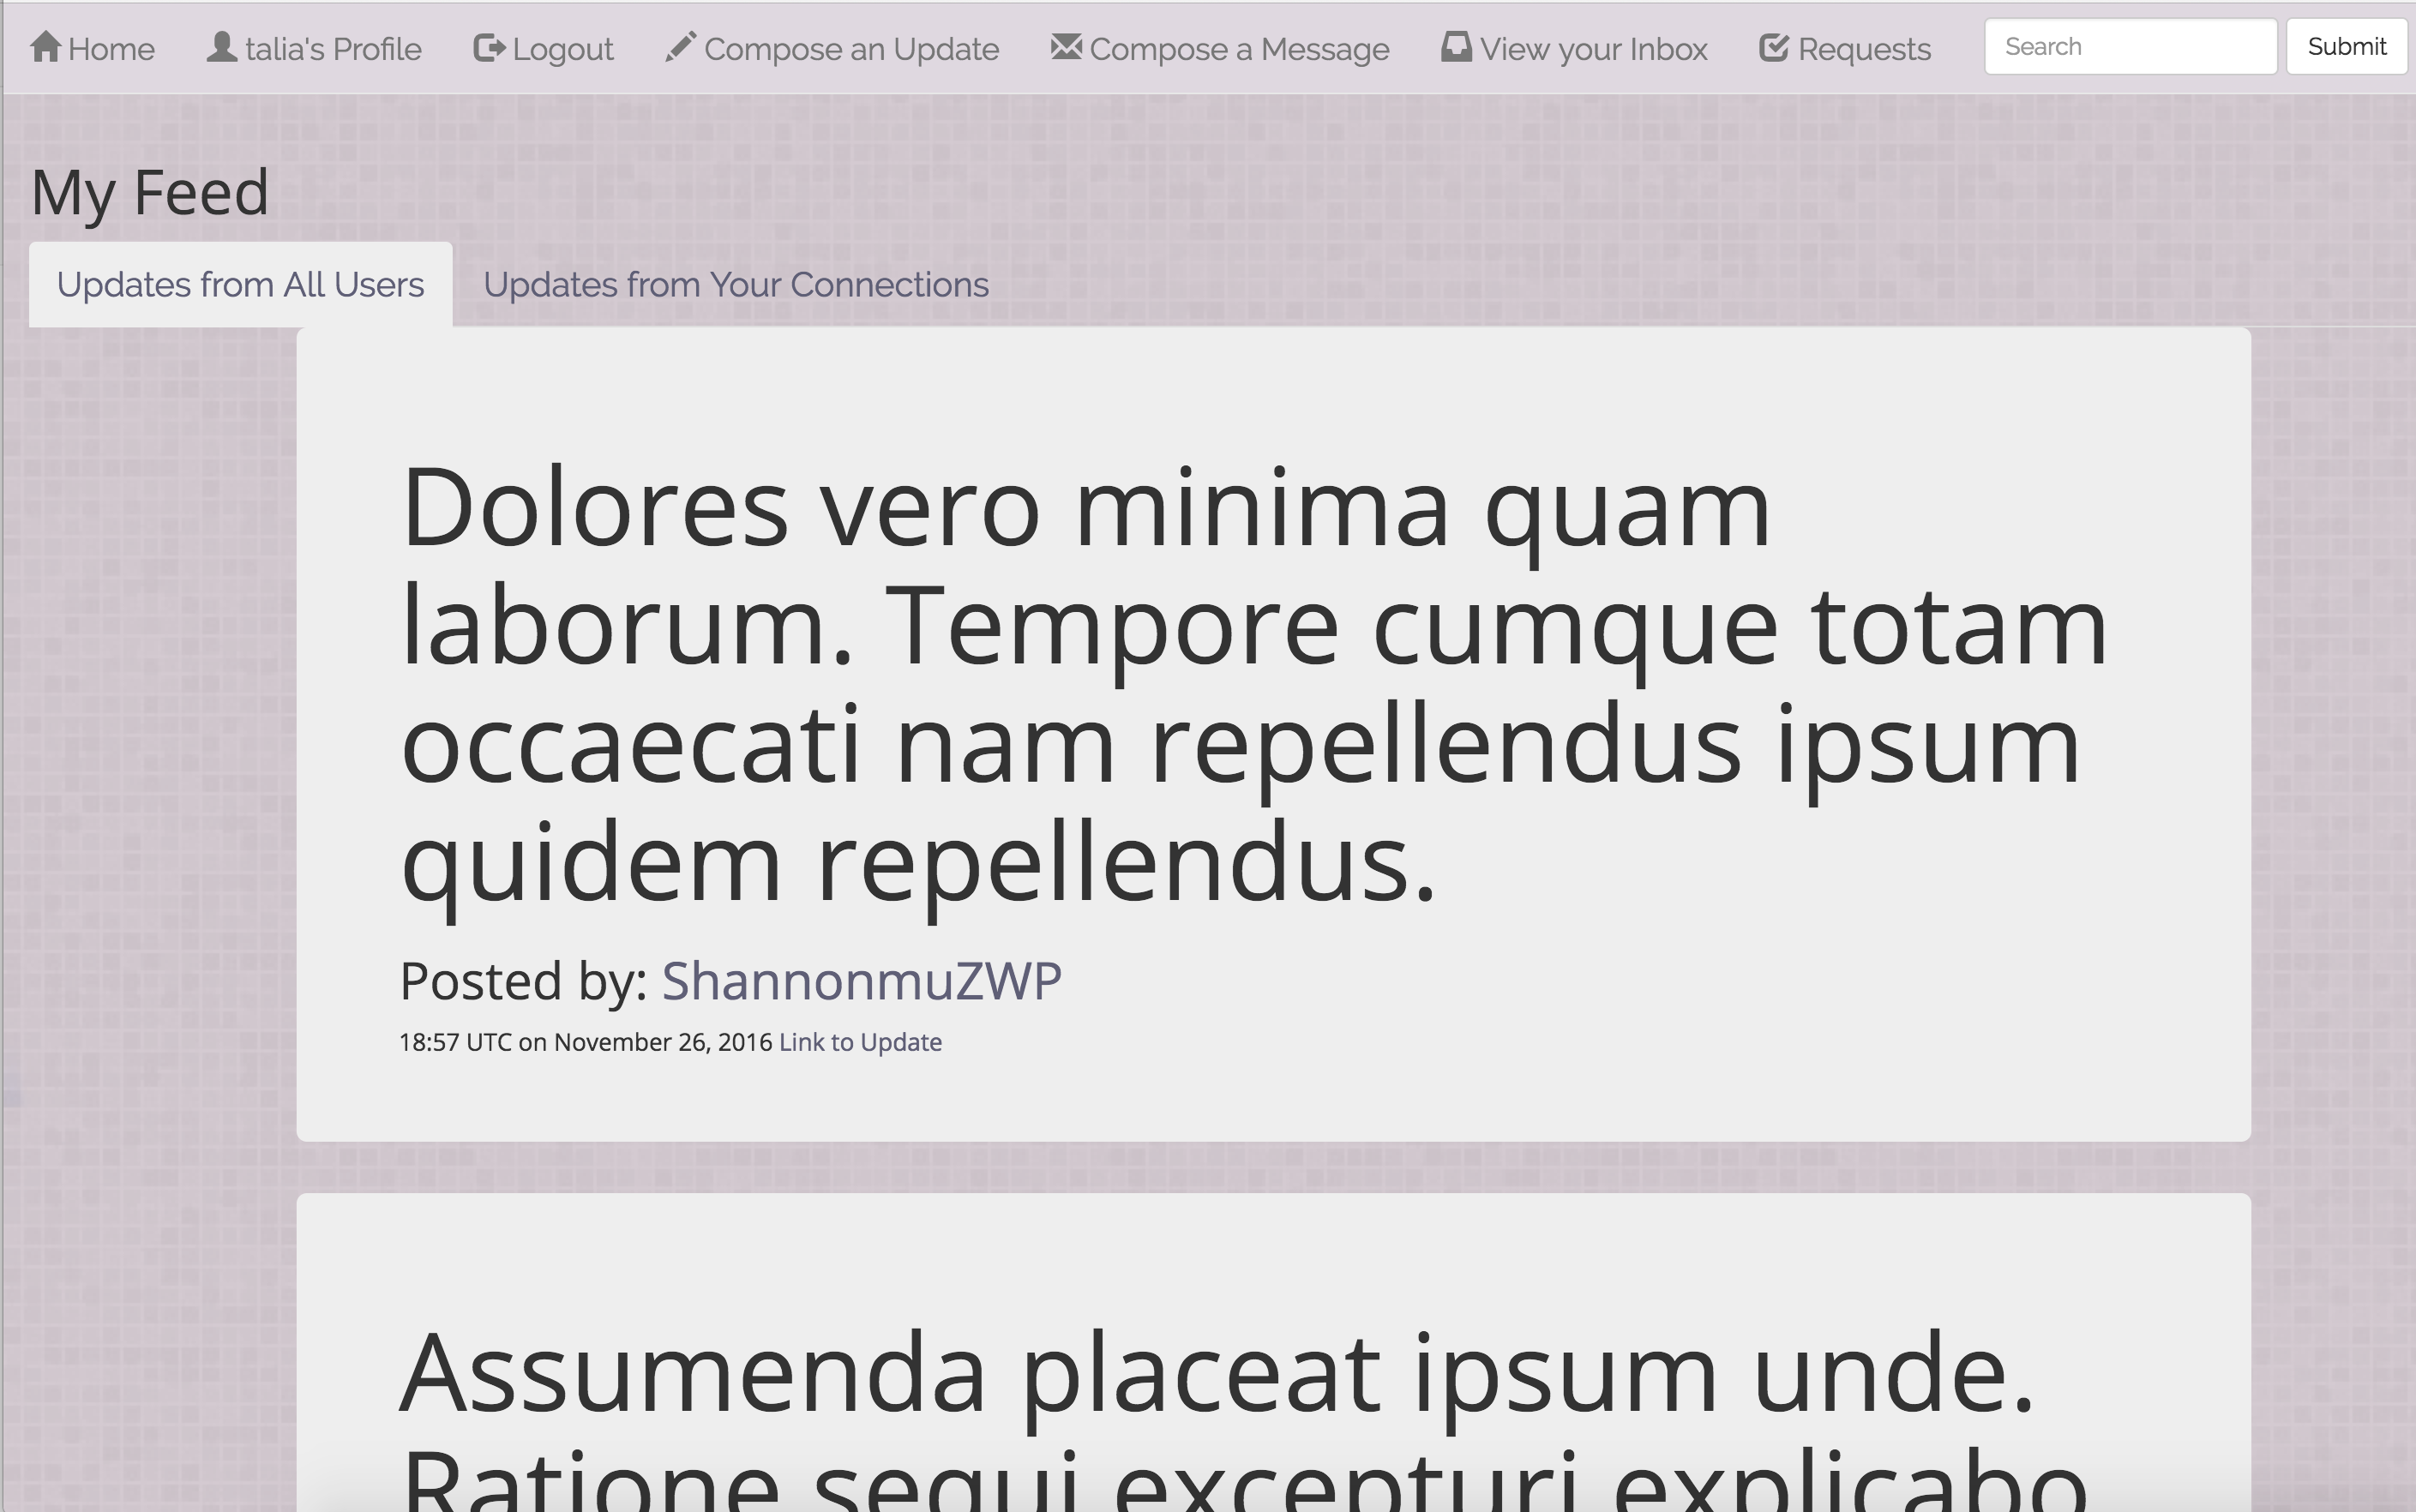 Home talia's Profile Logout Compose an Update Compose a Message View your Inbox Requests Search Submit
My Feed
Updates from All Users Updates from Your Connections
Dolores vero minima quam
laborum. Tempore cumque totam
occaecati nam repellendus ipsum
quidem repellendus.
Posted by: ShannonmuZWP
18:57 UTC on November 26, 2016 Link to Update
Assumenda placeat ipsum unde.
Ratione sequi excepturi explicabo